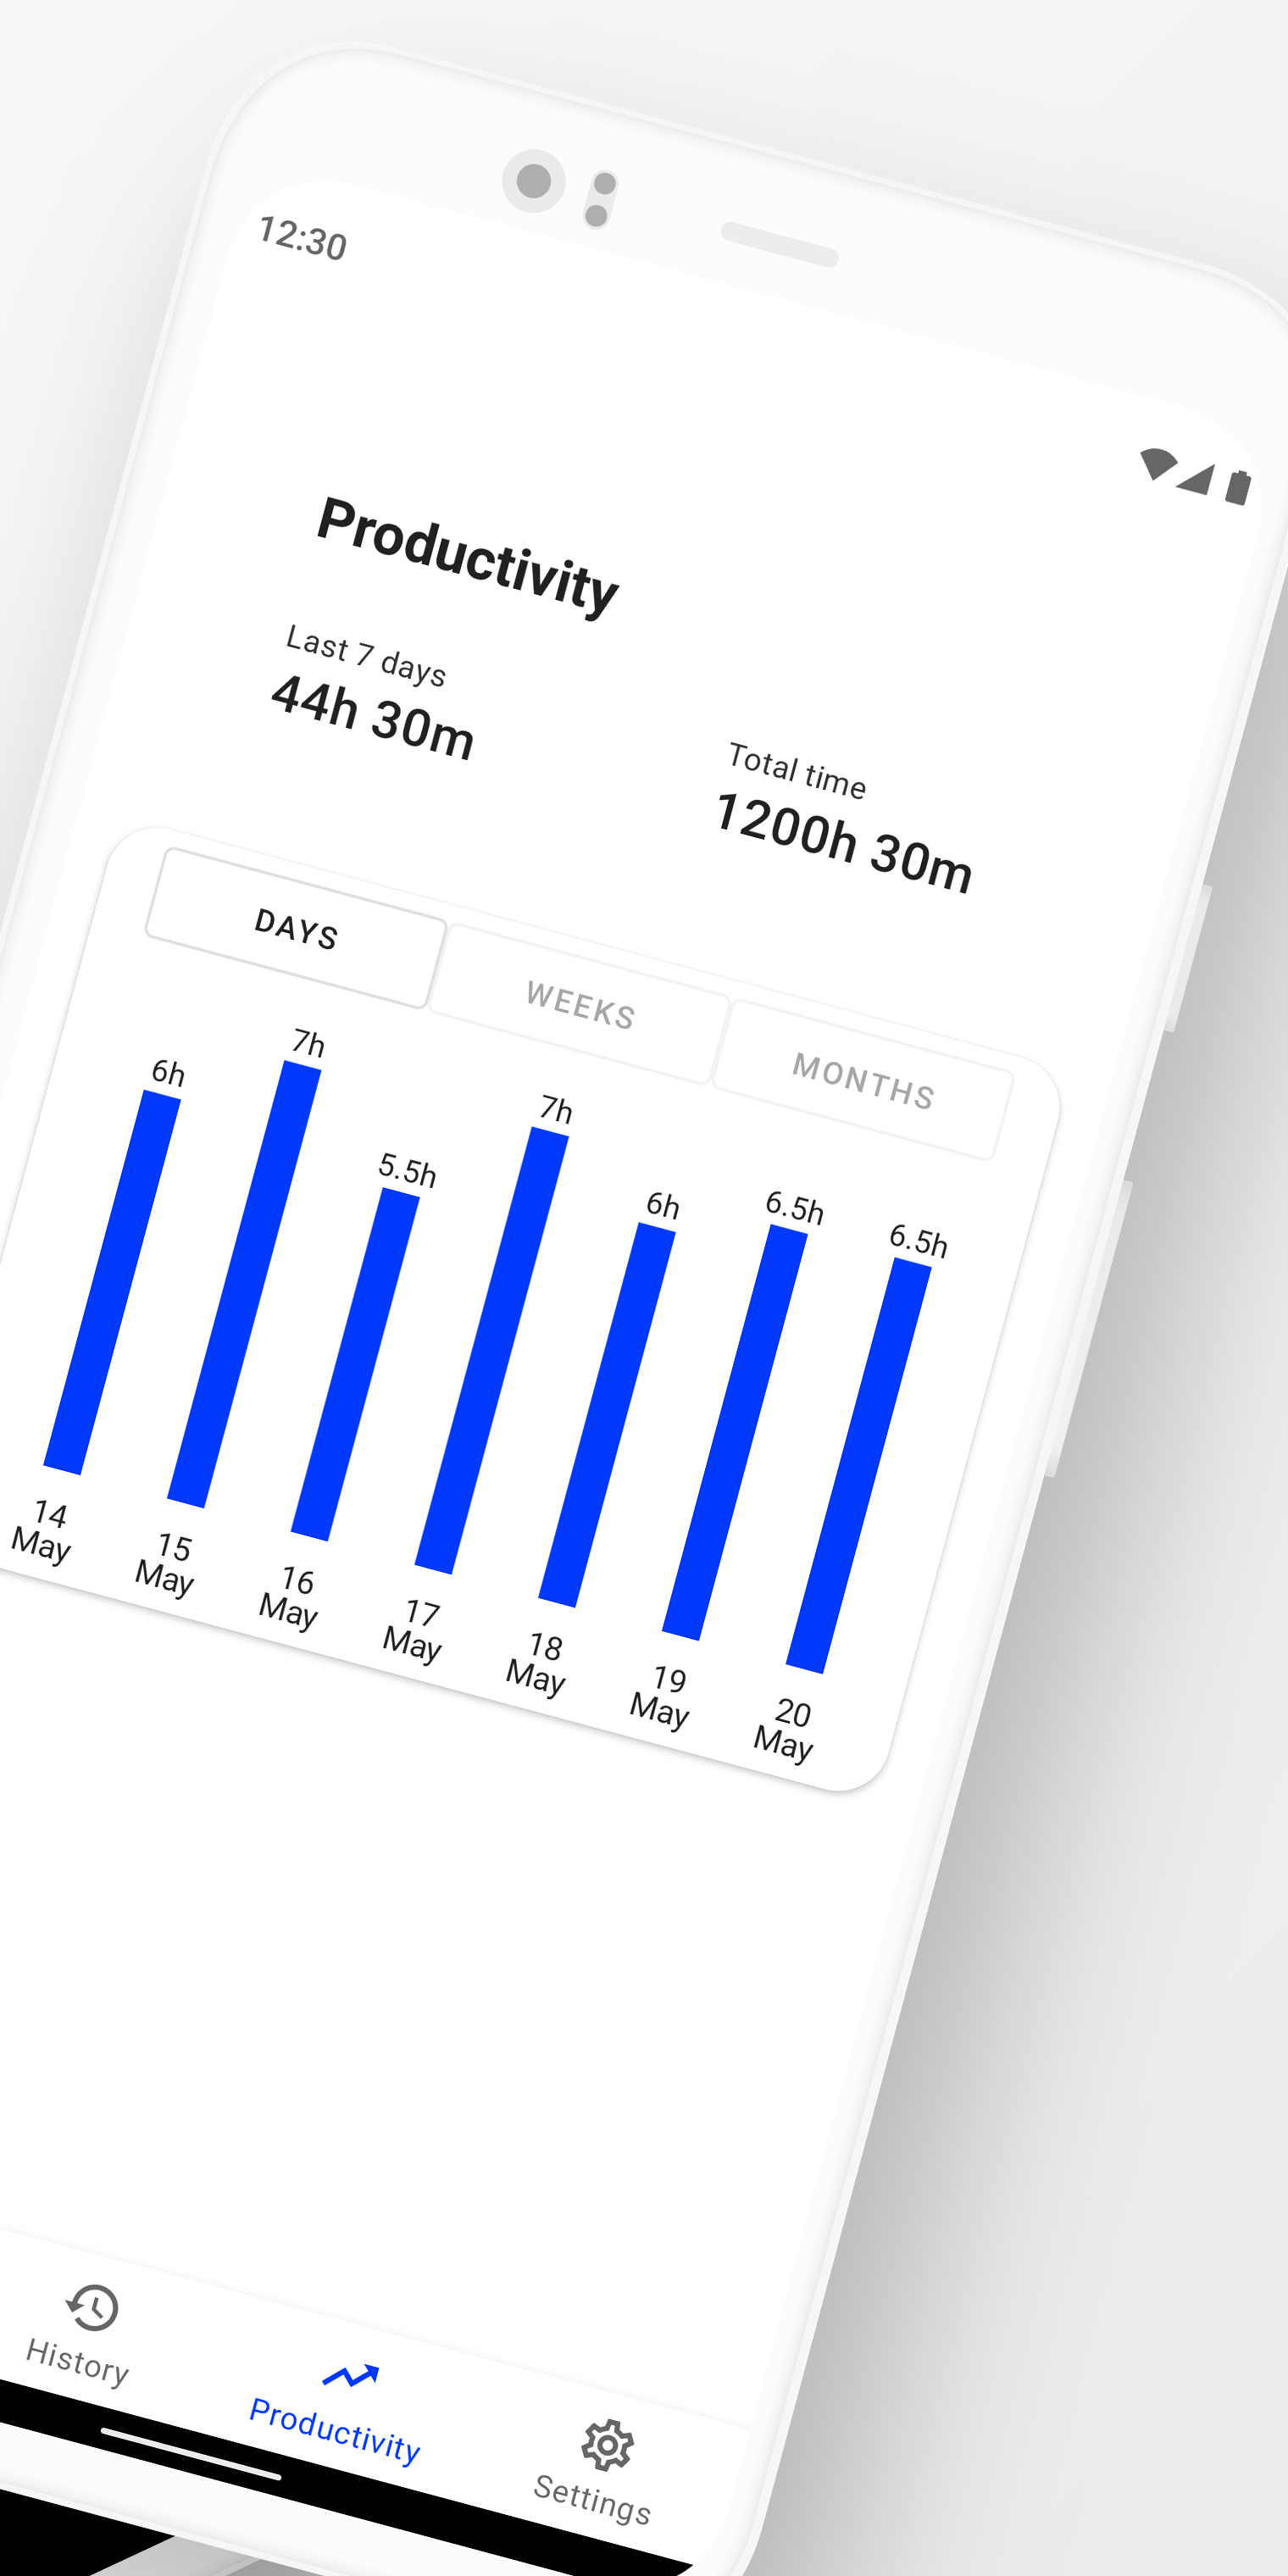 12:30
Productivity
Last 7 days
44h 30m
Total time
1200h 30m
DAYS
WEEKS
MONTHS
6h
7h
5.5h
7h
6h
6.5h
6.5h
14
May
15
May
16
May
17
May
18
May
19
May
20
May
History
Productivity
Settings